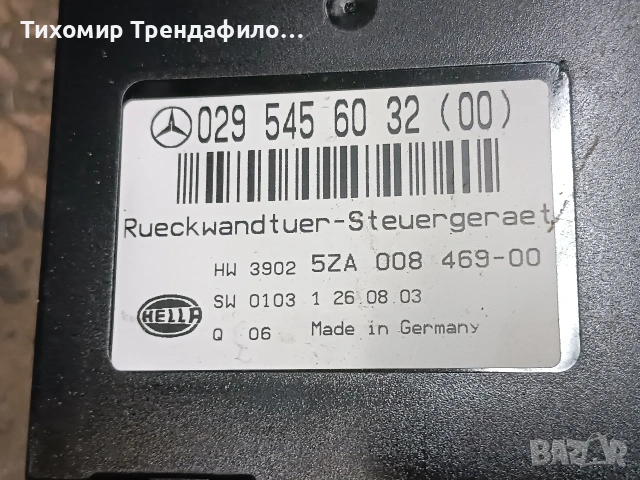 Тихомир Трендафило...
029 545 60 32 (00)
Rueckwandtuer-Steuergeraet
HW 3902 5ZA 008 469-00
SW 0103 1 26.08.03
HELLA
Q 06 Made in Germany
BAZAR